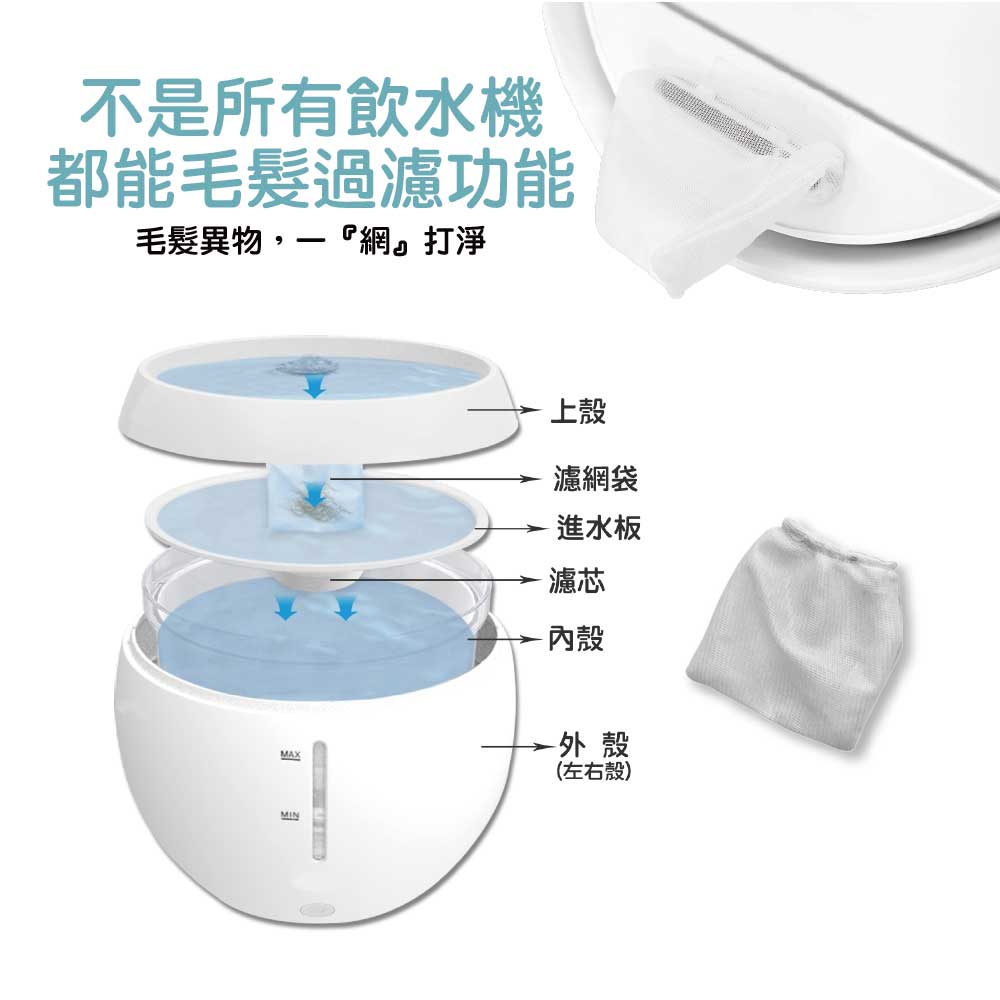 不是所有飲水機
都能毛髮過濾功能
毛髮異物，一『網』打淨
上殼
濾網袋
進水板
濾芯
內殼
外 殼
(左右殼)
MAX
MIN